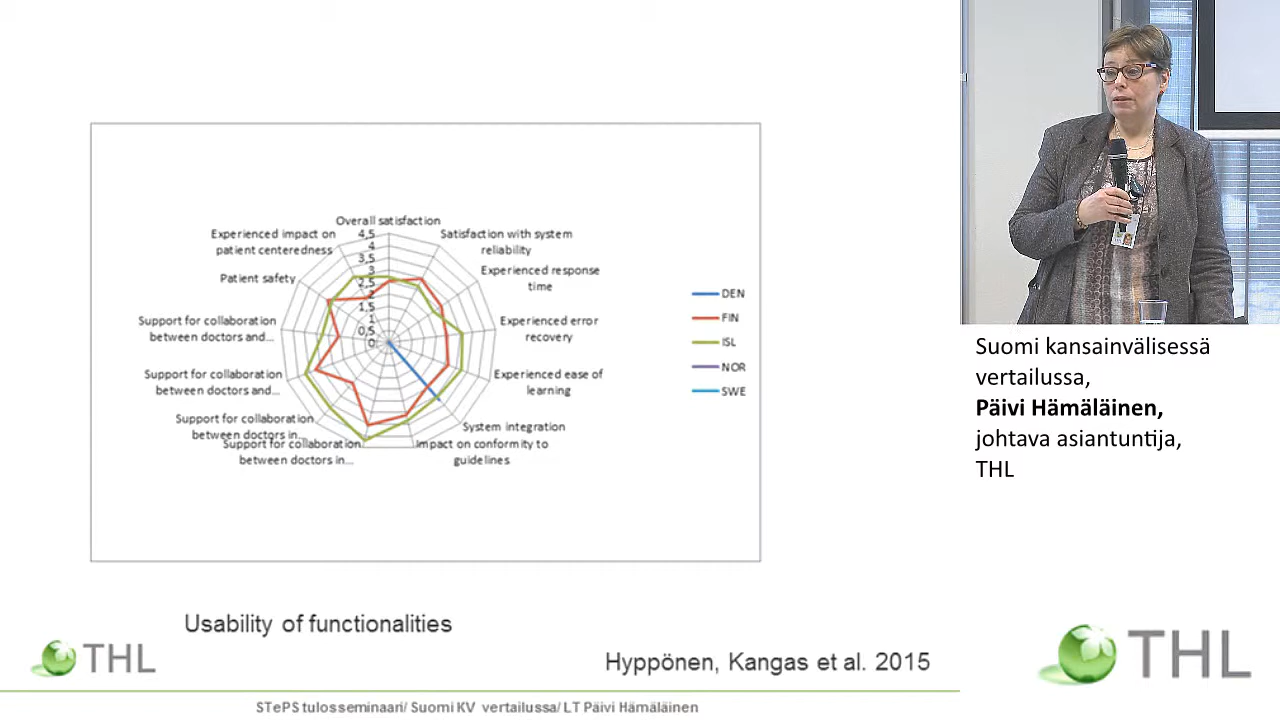 Overall satisfaction
Satisfaction with system
reliability
Experienced response
time
Experienced error
recovery
Experienced ease of
learning
System integration
Impact on conformity to
guidelines
Support for collaboration
between doctors in...
Support for collaboration
between doctors in...
Support for collaboration
between doctors and...
Support for collaboration
between doctors and...
Patient safety
Experienced impact on
patient centeredness
4,5
4
3,5
3
2,5
2
1,5
1
0,5
0
DEN
FIN
ISL
NOR
SWE
Usability of functionalities
Hyppönen, Kangas et al. 2015
THL
STePS tulosseminaari/ Suomi KV vertailussa/ LT Päivi Hämäläinen
Suomi kansainvälisessä
vertailussa,
Päivi Hämäläinen,
johtava asiantuntija,
THL
THL